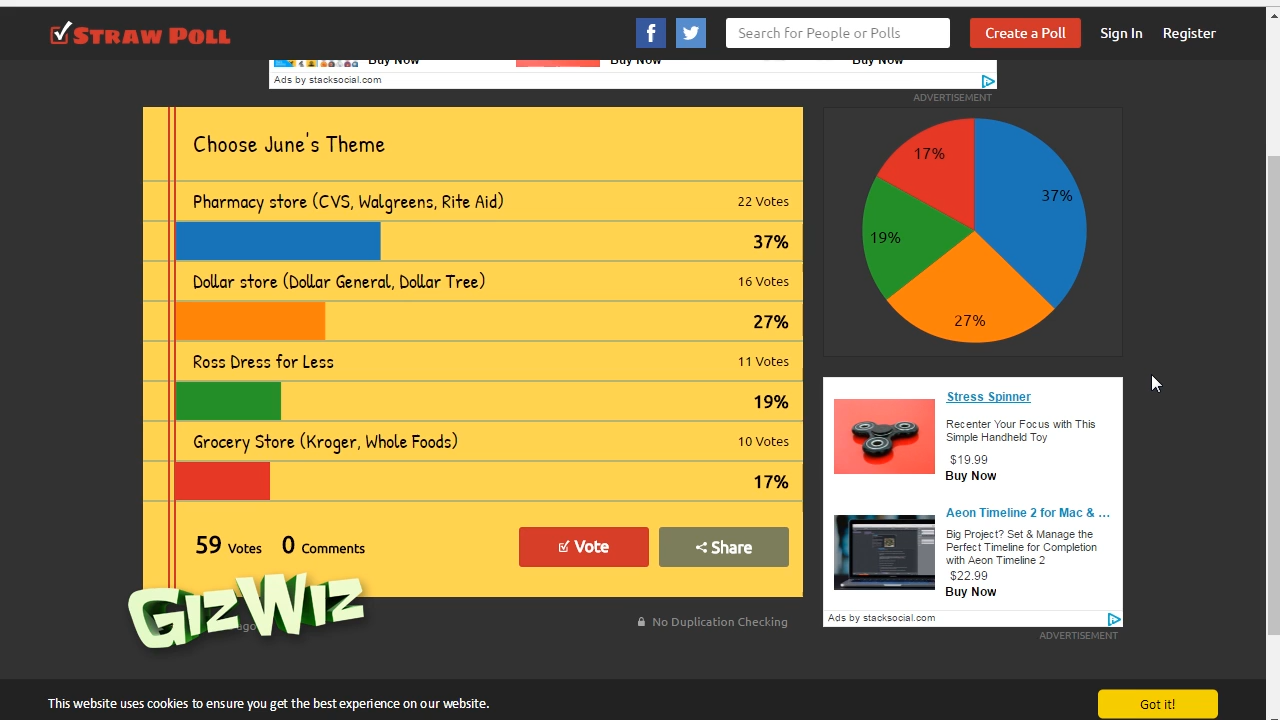 STRAW POLL
Search for People or Polls
Create a Poll
Sign In
Register
Buy Now
Buy Now
Buy Now
Ads by stacksocial.com
ADVERTISEMENT
Choose June's Theme
Pharmacy store (CVS, Walgreens, Rite Aid)
22 Votes
37%
Dollar store (Dollar General, Dollar Tree)
16 Votes
27%
Ross Dress for Less
11 Votes
19%
Grocery Store (Kroger, Whole Foods)
10 Votes
17%
59 Votes
0 Comments
Vote
Share
GIZWIZ
ago
No Duplication Checking
17%
37%
19%
27%
Stress Spinner
Recenter Your Focus with This
Simple Handheld Toy
$19.99
Buy Now
Aeon Timeline 2 for Mac & ...
Big Project? Set & Manage the
Perfect Timeline for Completion
with Aeon Timeline 2
$22.99
Buy Now
Ads by stacksocial.com
ADVERTISEMENT
This website uses cookies to ensure you get the best experience on our website.
Got it!